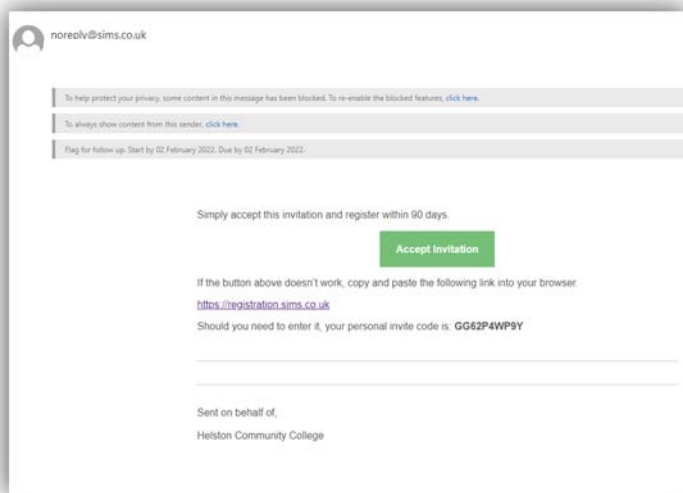 noreply@sims.co.uk
To help protect your privacy, some content in this message has been blocked. To re-enable the blocked features, click here.
To always show content from this sender, click here.
Flag for follow up. Start by 02 February 2022. Due by 02 February 2022.
Simply accept this invitation and register within 90 days.
Accept Invitation
If the button above doesn't work, copy and paste the following link into your browser.
https://registration.sims.co.uk
Should you need to enter it, your personal invite code is: GG62P4WP9Y
Sent on behalf of,
Helston Community College